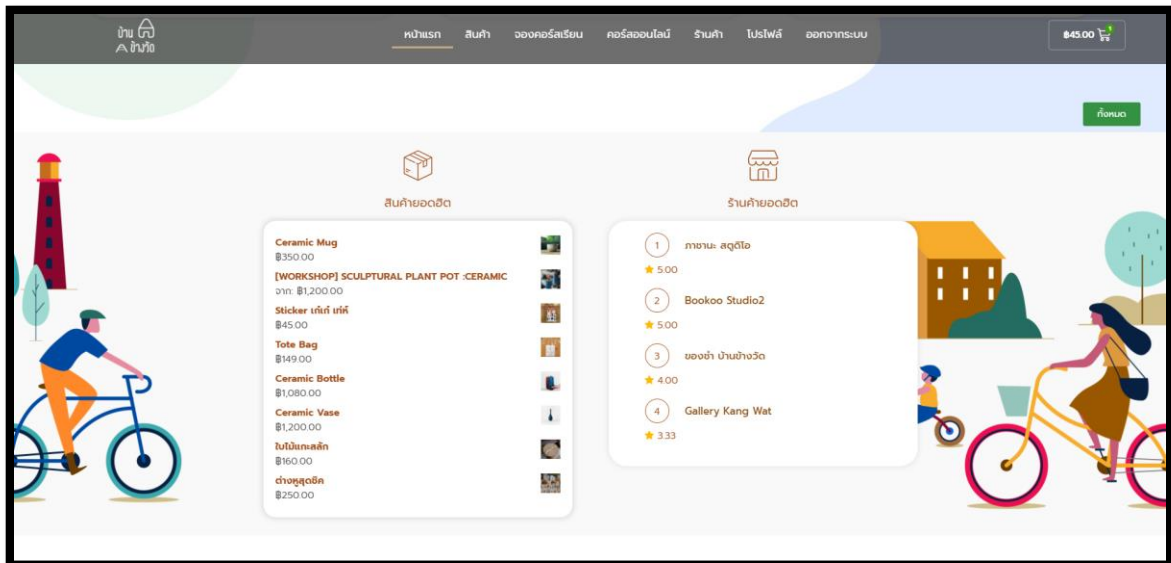 บ้าน
ข้างวัด
หน้าแรก สินค้า จองคอร์สเรียน คอร์สออนไลน์ ร้านค้า โปรไฟล์ ออกจากระบบ
฿45.00 1
ทั้งหมด
สินค้ายอดฮิต
Ceramic Mug
฿350.00
[WORKSHOP] SCULPTURAL PLANT POT :CERAMIC
จาก: ฿1,200.00
Sticker เก๋เก๋ เท่ห์
฿45.00
Tote Bag
฿149.00
Ceramic Bottle
฿1,080.00
Ceramic Vase
฿1,200.00
ใบไม้แกะสลัก
฿160.00
ต่างหูสุดชิค
฿250.00
ร้านค้ายอดฮิต
1 ภาชานะ สตูดิโอ
5.00
2 Bookoo Studio2
5.00
3 ของชำ บ้านข้างวัด
4.00
4 Gallery Kang Wat
3.33